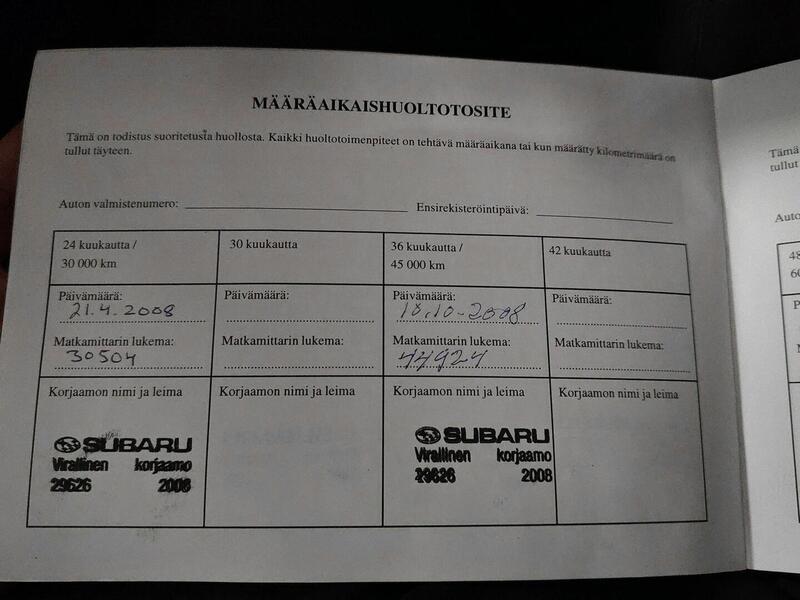 MÄÄRÄAIKAISHUOLTOTOSITE
Tämä on todistus suoritetusta huollosta. Kaikki huoltotoimenpiteet on tehtävä määräaikana tai kun määrätty kilometrimäärä on
tullut täyteen.
Auton valmistenumero: Ensirekisteröintipäivä:
24 kuukautta /
30 000 km
30 kuukautta
36 kuukautta /
45 000 km
42 kuukautta
Päivämäärä:
21.4.2008
Päivämäärä:
Päivämäärä:
10.10-2008
Päivämäärä:
Matkamittarin lukema:
30504
Matkamittarin lukema:
Matkamittarin lukema:
44924
Matkamittarin lukema:
Korjaamon nimi ja leima
SUBARU
Virallinen korjaamo
29626 2008
Korjaamon nimi ja leima
Korjaamon nimi ja leima
SUBARU
Virallinen korjaamo
29626 2008
Korjaamon nimi ja leima
Tämä
tullut